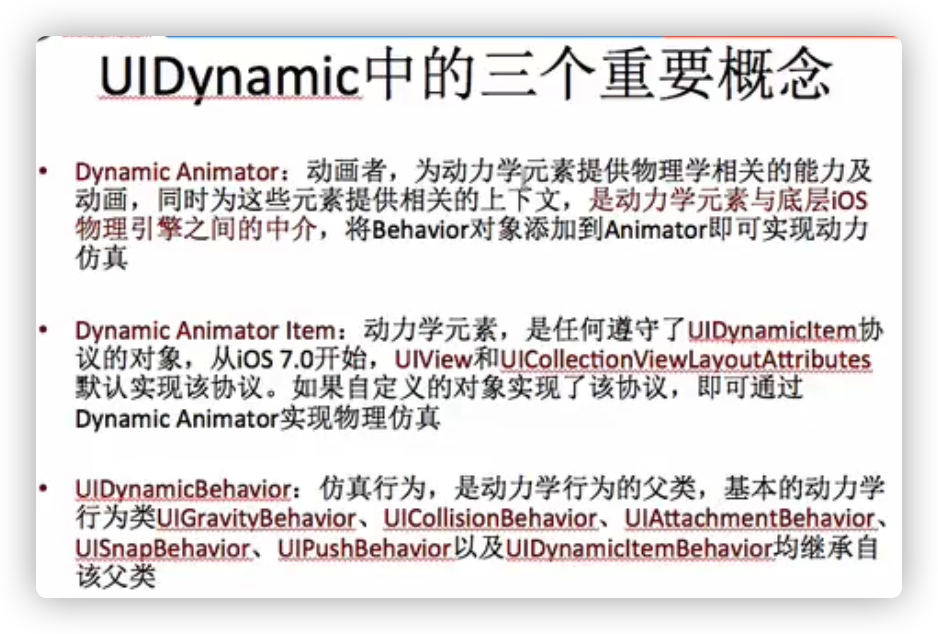 UIDynamic中的三个重要概念
• Dynamic Animator：动画者，为动力学元素提供物理学相关的能力及
动画，同时为这些元素提供相关的上下文，是动力学元素与底层iOS
物理引擎之间的中介，将Behavior对象添加到Animator即可实现动力
仿真
• Dynamic Animator Item：动力学元素，是任何遵守了UIDynamicItem协
议的对象，从iOS 7.0开始，UIView和UICollectionViewLayoutAttributes
默认实现该协议。如果自定义的对象实现了该协议，即可通过
Dynamic Animator实现物理仿真
• UIDynamicBehavior：仿真行为，是动力学行为的父类，基本的动力学
行为类UIGravityBehavior、UICollisionBehavior、UIAttachmentBehavior、
UISnapBehavior、UIPushBehavior以及UIDynamicItemBehavior均继承自
该父类